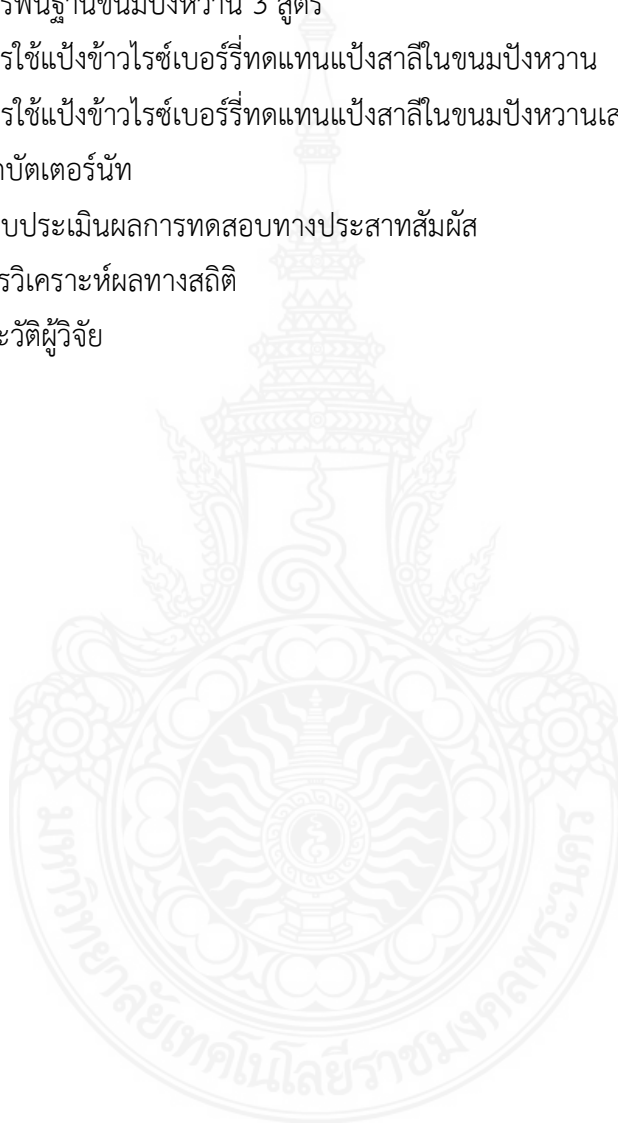 รพื้นฐานขนมปังหวาน 3 สูตร
รใช้แป้งข้าวไรซ์เบอร์รี่ทดแทนแป้งสาลีในขนมปังหวาน
รใช้แป้งข้าวไรซ์เบอร์รี่ทดแทนแป้งสาลีในขนมปังหวานเส
บัตเตอร์นัท
บประเมินผลการทดสอบทางประสาทสัมผัส
รวิเคราะห์ผลทางสถิติ
ะวัติผู้วิจัย
มหาวิทยาลัยเทคโนโลยีราชมงคลพระนคร